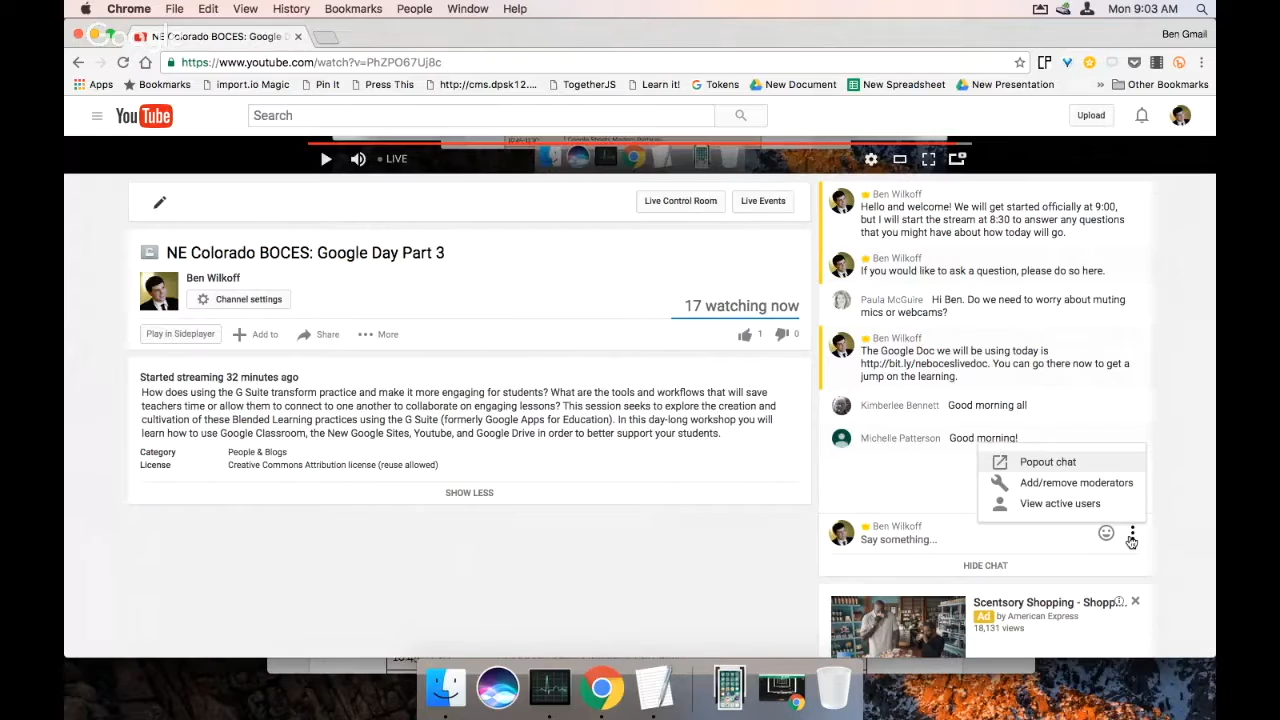 Chrome File Edit View History Bookmarks People Window Help Mon 9:03 AM
Google
NE Colorado BOCES: Google D
Ben Gmail
https://www.youtube.com/watch?v=PhZPO67Uj8c
Apps Bookmarks import.io Magic Pin It Press This http://cms.dpsk12.... TogetherJS Learn it! Tokens New Document New Spreadsheet New Presentation » Other Bookmarks
YouTube Search Upload
LIVE
Live Control Room Live Events
NE Colorado BOCES: Google Day Part 3
Ben Wilkoff
Channel settings
17 watching now
Play in Sideplayer Add to Share More 1 0
Started streaming 32 minutes ago
How does using the G Suite transform practice and make it more engaging for students? What are the tools and workflows that will save
teachers time or allow them to connect to one another to collaborate on engaging lessons? This session seeks to explore the creation and
cultivation of these Blended Learning practices using the G Suite (formerly Google Apps for Education). In this day-long workshop you will
learn how to use Google Classroom, the New Google Sites, Youtube, and Google Drive in order to better support your students.
Category People & Blogs
License Creative Commons Attribution license (reuse allowed)
SHOW LESS
Ben Wilkoff
Hello and welcome! We will get started officially at 9:00,
but I will start the stream at 8:30 to answer any questions
that you might have about how today will go.
Ben Wilkoff
If you would like to ask a question, please do so here.
Paula McGuire Hi Ben. Do we need to worry about muting
mics or webcams?
Ben Wilkoff
The Google Doc we will be using today is
http://bit.ly/neboceslivedoc. You can go there now to get a
jump on the learning.
Kimberlee Bennett Good morning all
Michelle Patterson Good morning!
Popout chat
Add/remove moderators
View active users
Ben Wilkoff
Say something...
HIDE CHAT
Scentsory Shopping - Shopp...
Ad by American Express
18,131 views